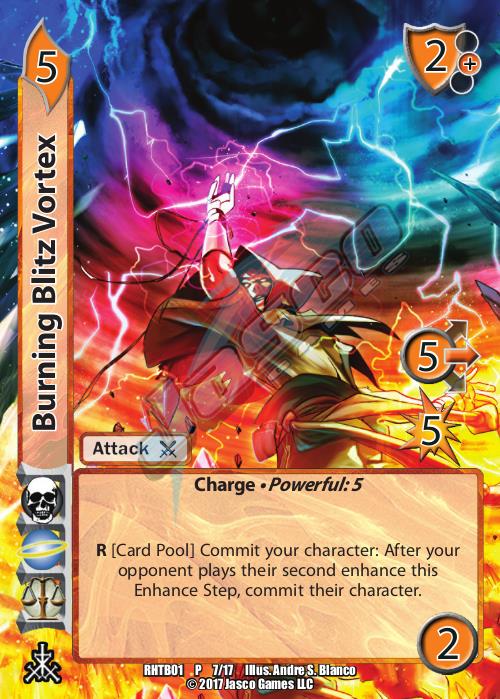 5
2
+
Burning Blitz Vortex
5
5
Attack
Charge • Powerful: 5
R [Card Pool] Commit your character: After your
opponent plays their second enhance this
Enhance Step, commit their character.
2
RHTB01 P 7/17 Illus. Andre S. Blanco
© 2017 Jasco Games LLC